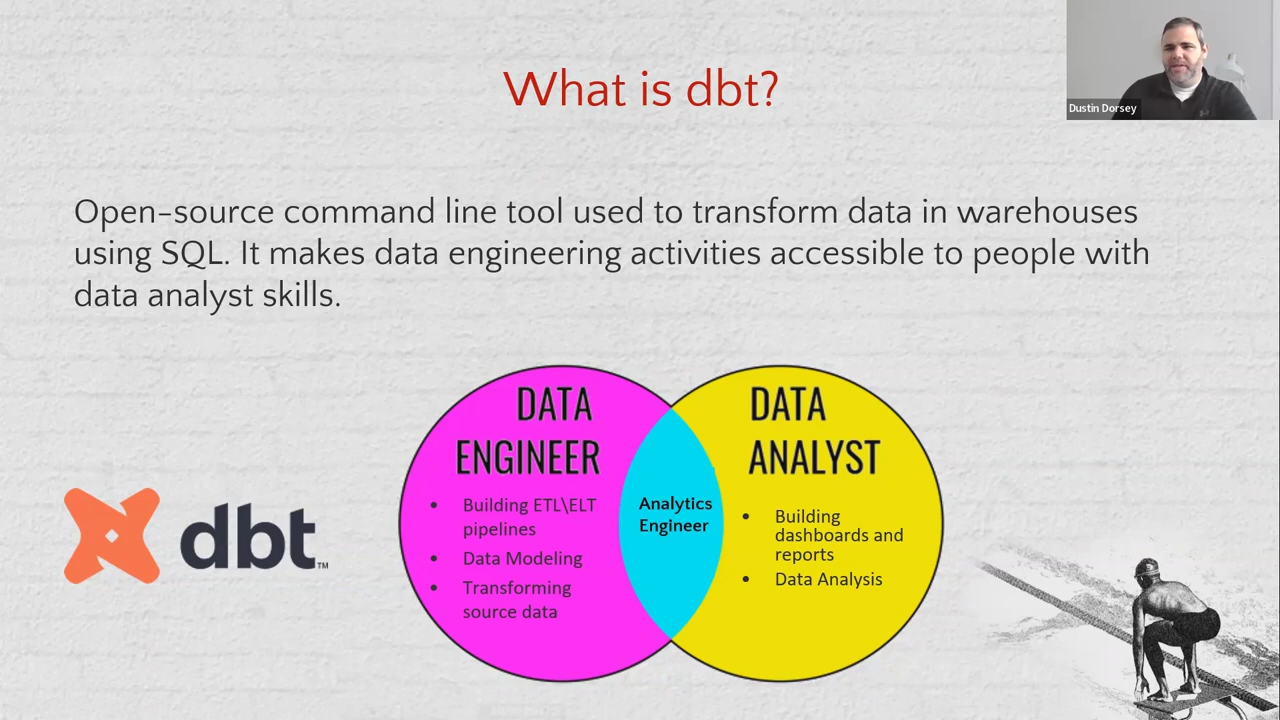 Dustin Dorsey
What is dbt?
Open-source command line tool used to transform data in warehouses
using SQL. It makes data engineering activities accessible to people with
data analyst skills.
DATA
ENGINEER
• Building ETL\ELT
pipelines
• Data Modeling
• Transforming
source data
Analytics
Engineer
DATA
ANALYST
• Building
dashboards and
reports
• Data Analysis
dbt™